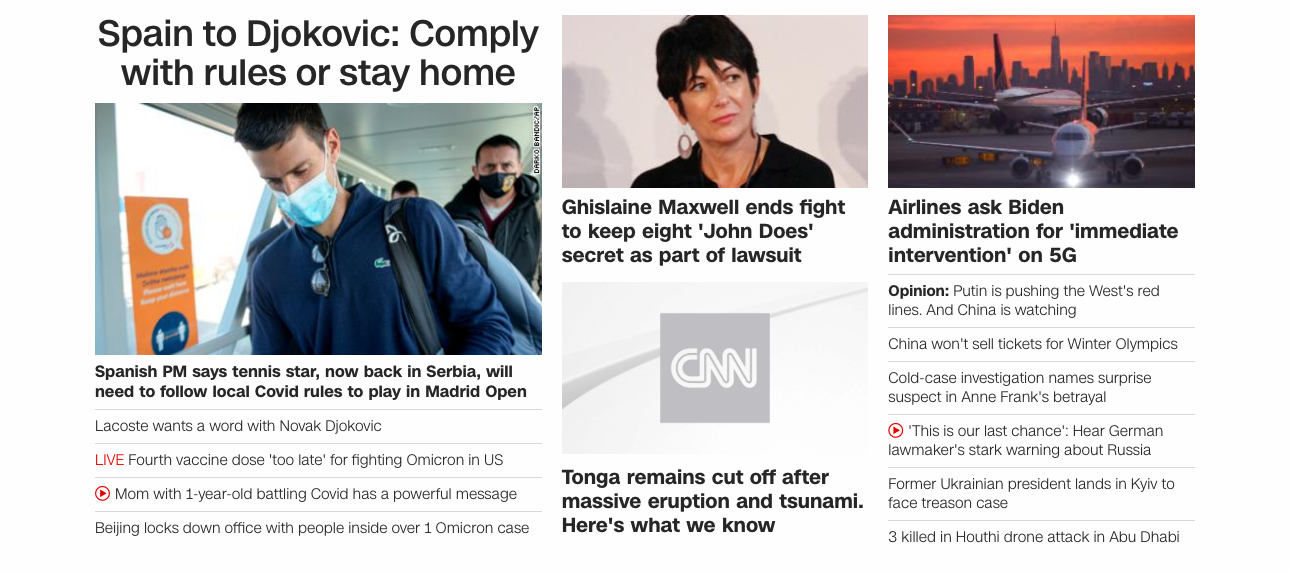 Spain to Djokovic: Comply
with rules or stay home
DARKO BANDIC/AP
Spanish PM says tennis star, now back in Serbia, will
need to follow local Covid rules to play in Madrid Open
Lacoste wants a word with Novak Djokovic
LIVE Fourth vaccine dose 'too late' for fighting Omicron in US
Mom with 1-year-old battling Covid has a powerful message
Beijing locks down office with people inside over 1 Omicron case
Ghislaine Maxwell ends fight
to keep eight 'John Does'
secret as part of lawsuit
CNN
Tonga remains cut off after
massive eruption and tsunami.
Here's what we know
Airlines ask Biden
administration for 'immediate
intervention' on 5G
Opinion: Putin is pushing the West's red
lines. And China is watching
China won't sell tickets for Winter Olympics
Cold-case investigation names surprise
suspect in Anne Frank's betrayal
'This is our last chance': Hear German
lawmaker's stark warning about Russia
Former Ukrainian president lands in Kyiv to
face treason case
3 killed in Houthi drone attack in Abu Dhabi